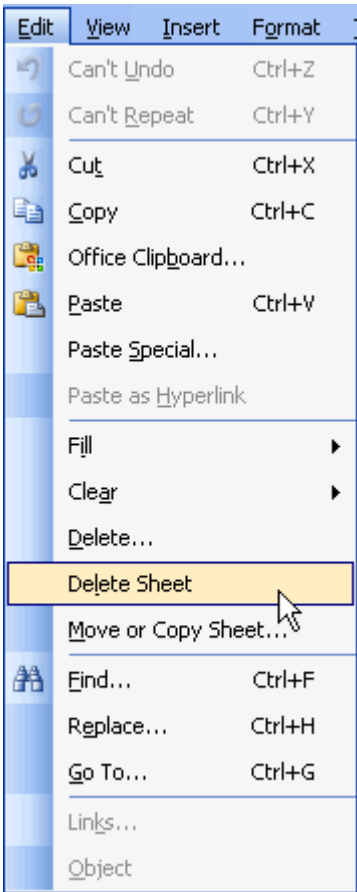 Edit View Insert Format
Can't Undo Ctrl+Z
Can't Repeat Ctrl+Y
Cut Ctrl+X
Copy Ctrl+C
Office Clipboard...
Paste Ctrl+V
Paste Special...
Paste as Hyperlink
Fill
Clear
Delete...
Delete Sheet
Move or Copy Sheet...
Find... Ctrl+F
Replace... Ctrl+H
Go To... Ctrl+G
Links...
Object